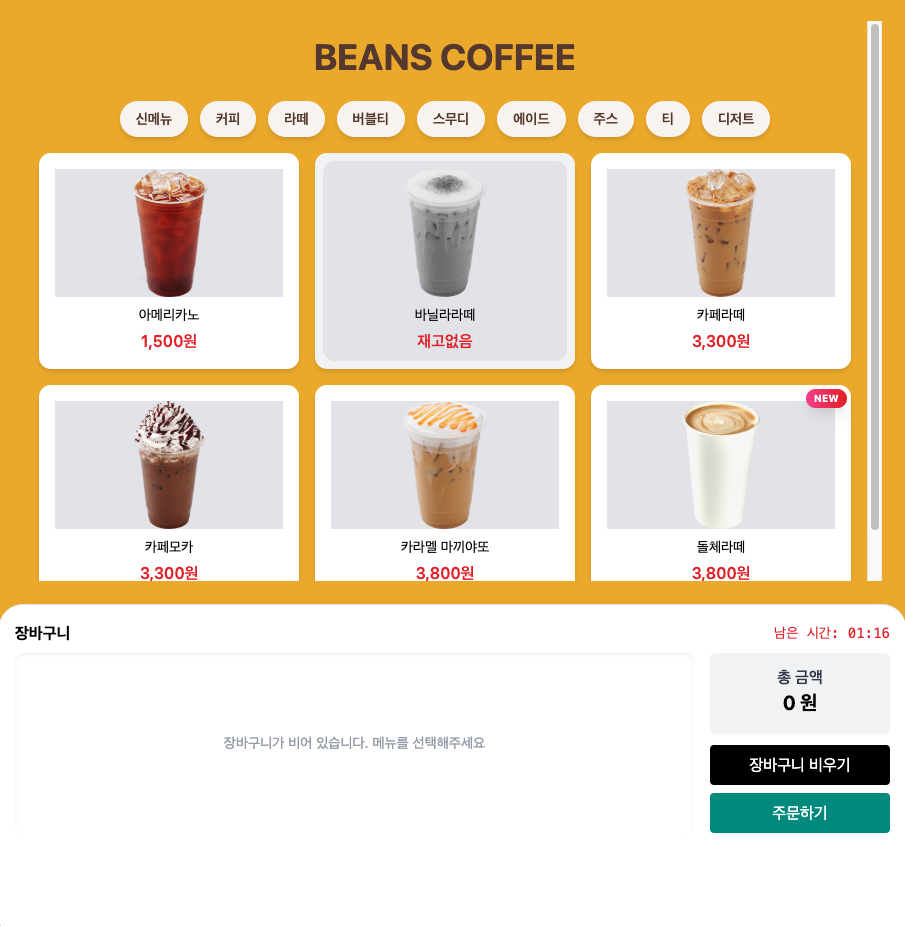 BEANS COFFEE
신메뉴 커피 라떼 버블티 스무디 에이드 주스 티 디저트
아메리카노 바닐라라떼 카페라떼
1,500원 재고없음 3,300원
NEW
카페모카 카라멜 마끼야또 돌체라떼
3,300원 3,800원 3,800원
장바구니 남은 시간: 01:16
총 금액
0 원
장바구니가 비어 있습니다. 메뉴를 선택해주세요
장바구니 비우기
주문하기